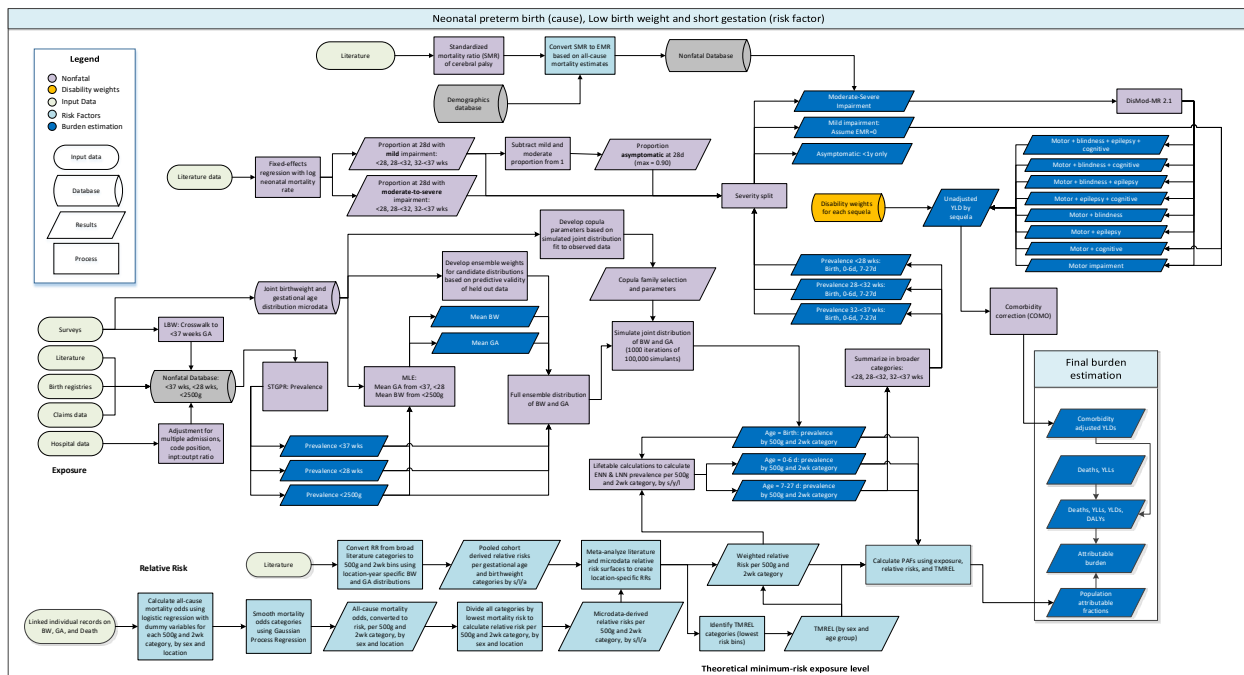 Neonatal preterm birth (cause), Low birth weight and short gestation (risk factor)
Legend
Nonfatal
Disability weights
Input Data
Risk Factors
Burden estimation
Input data
Database
Results
Process
Literature
Standardized
mortality ratio (SMR)
of cerebral palsy
Convert SMR to EMR
based on all-cause
mortality estimates
Nonfatal Database
Demographics
database
Moderate-Severe
Impairment
DisMod-MR 2.1
Mild impairment:
Assume EMR=0
Asymptomatic: <1y only
Literature data
Fixed-effects
regression with log
neonatal mortality
rate
Proportion at 28d with
mild impairment:
<28, 28-<32, 32-<37 wks
Proportion at 28d with
moderate-to-severe
impairment:
<28, 28-<32, 32-<37 wks
Subtract mild and
moderate
proportion from 1
Proportion
asymptomatic at 28d
(max = 0.90)
Severity split
Disability weights
for each sequela
Unadjusted
YLD by
sequela
Motor + blindness + epilepsy +
cognitive
Motor + blindness + cognitive
Motor + blindness + epilepsy
Motor + epilepsy + cognitive
Motor + blindness
Motor + epilepsy
Motor + cognitive
Motor impairment
Develop copula
parameters based on
simulated joint distribution
fit to observed data
Develop ensemble weights
for candidate distributions
based on predictive validity
of held out data
Copula family selection
and parameters
Joint birthweight and
gestational age
distribution microdata
Mean BW
Mean GA
Prevalence <28 wks:
Birth, 0-6d, 7-27d
Prevalence 28-<32 wks:
Birth, 0-6d, 7-27d
Prevalence 32-<37 wks:
Birth, 0-6d, 7-27d
Comorbidity
correction (COMO)
Surveys
Literature
Birth registries
Claims data
Hospital data
Exposure
LBW: Crosswalk to
<37 weeks GA
Nonfatal Database:
<37 wks, <28 wks,
<2500g
Adjustment for
multiple admissions,
code position,
inpt:outpt ratio
STGPR: Prevalence
MLE:
Mean GA from <37, <28
Mean BW from <2500g
Full ensemble distribution
of BW and GA
Simulate joint distribution
of BW and GA
(1000 iterations of
100,000 simulants)
Summarize in broader
categories:
<28, 28-<32, 32-<37 wks
Prevalence <37 wks
Prevalence <28 wks
Prevalence <2500g
Lifetable calculations to calculate
ENN & LNN prevalence per 500g
and 2wk category, by s/y/l
Age = Birth: prevalence
by 500g and 2wk category
Age = 0-6 d: prevalence
by 500g and 2wk category
Age = 7-27 d: prevalence
by 500g and 2wk category
Final burden
estimation
Comorbidity
adjusted YLDs
Deaths, YLLs
Deaths, YLLs, YLDs,
DALYs
Attributable
burden
Population
attributable
fractions
Relative Risk
Literature
Convert RR from broad
literature categories to
500g and 2wk bins using
location-year specific BW
and GA distributions
Pooled cohort
derived relative risks
per gestational age
and birthweight
categories by s/l/a
Meta-analyze literature
and microdata relative
risk surfaces to create
location-specific RRs
Weighted relative
Risk per 500g and
2wk category
Calculate PAFs using exposure,
relative risks, and TMREL
Linked individual records on
BW, GA, and Death
Calculate all-cause
mortality odds using
logistic regression with
dummy variables for
each 500g and 2wk
category, by sex and
location
Smooth mortality
odds categories
using Gaussian
Process Regression
All-cause mortality
odds, converted to
risk, per 500g and
2wk category, by
sex and location
Divide all categories by
lowest mortality risk to
calculate relative risk per
500g and 2wk category, by
sex and location
Microdata-derived
relative risks per
500g and 2wk
category, by s/l/a
Identify TMREL
categories (lowest
risk bins)
TMREL (by sex and
age group)
Theoretical minimum-risk exposure level